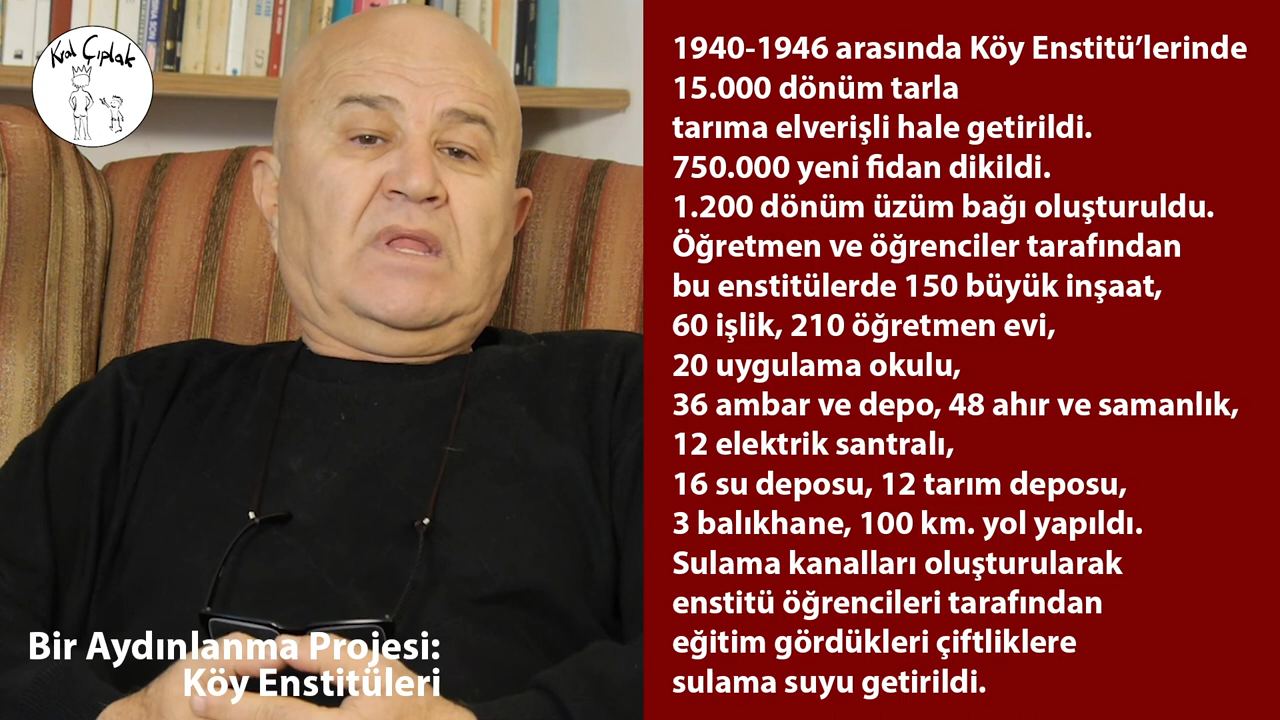 Kral Çıplak
1940-1946 arasında Köy Enstitü’lerinde
15.000 dönüm tarla
tarıma elverişli hale getirildi.
750.000 yeni fidan dikildi.
1.200 dönüm üzüm bağı oluşturuldu.
Öğretmen ve öğrenciler tarafından
bu enstitülerde 150 büyük inşaat,
60 işlik, 210 öğretmen evi,
20 uygulama okulu,
36 ambar ve depo, 48 ahır ve samanlık,
12 elektrik santralı,
16 su deposu, 12 tarım deposu,
3 balıkhane, 100 km. yol yapıldı.
Sulama kanalları oluşturularak
enstitü öğrencileri tarafından
eğitim gördükleri çiftliklere
sulama suyu getirildi.
Bir Aydınlanma Projesi:
Köy Enstitüleri